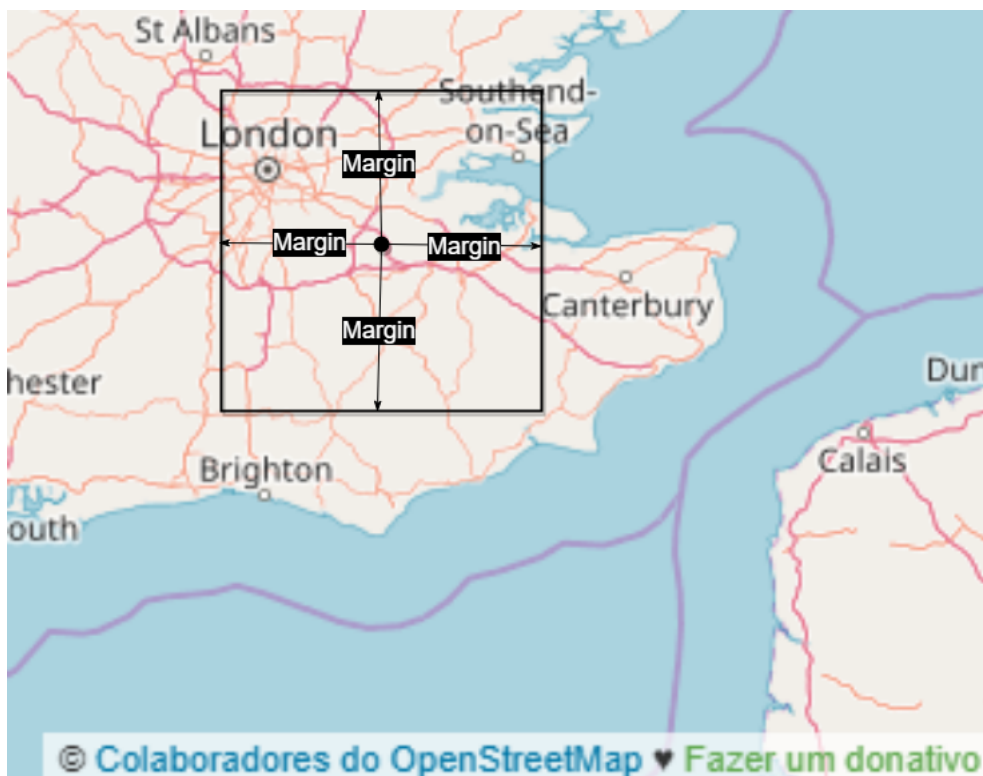 St Albans
Southend-
on-Sea
London
Margin
Margin
Margin
Canterbury
Margin
hester
Dun
Brighton
Calais
outh
© Colaboradores do OpenStreetMap ♥ Fazer um donativo